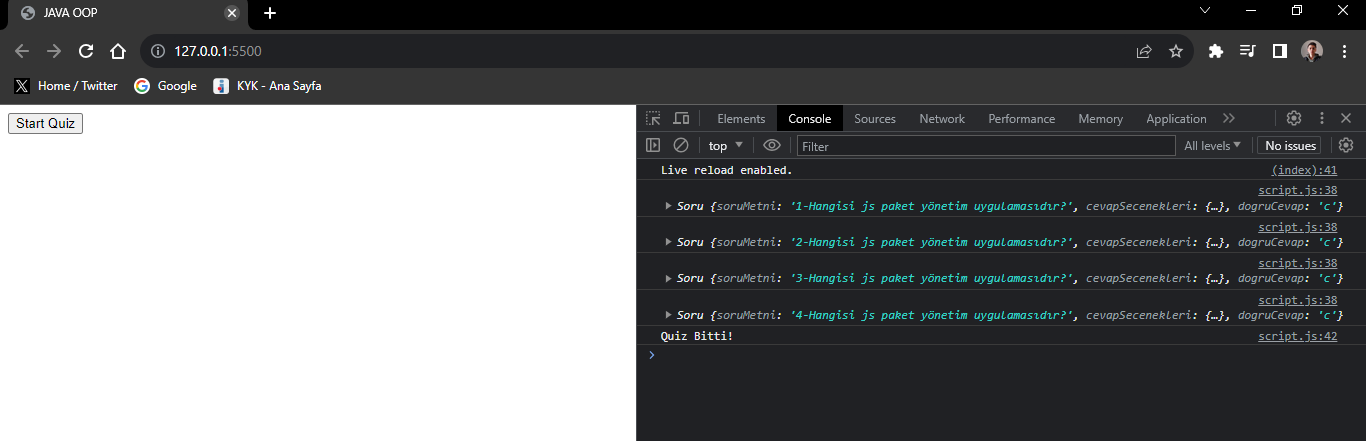 JAVA OOP
127.0.0.1:5500
Home / Twitter Google KYK - Ana Sayfa
Start Quiz
Elements Console Sources Network Performance Memory Application
top Filter All levels No issues
Live reload enabled. (index):41
script.js:38
Soru {soruMetni: '1-Hangisi js paket yönetim uygulamasıdır?', cevapSecenekleri: {…}, dogruCevap: 'c'}
script.js:38
Soru {soruMetni: '2-Hangisi js paket yönetim uygulamasıdır?', cevapSecenekleri: {…}, dogruCevap: 'c'}
script.js:38
Soru {soruMetni: '3-Hangisi js paket yönetim uygulamasıdır?', cevapSecenekleri: {…}, dogruCevap: 'c'}
script.js:38
Soru {soruMetni: '4-Hangisi js paket yönetim uygulamasıdır?', cevapSecenekleri: {…}, dogruCevap: 'c'}
Quiz Bitti! script.js:42